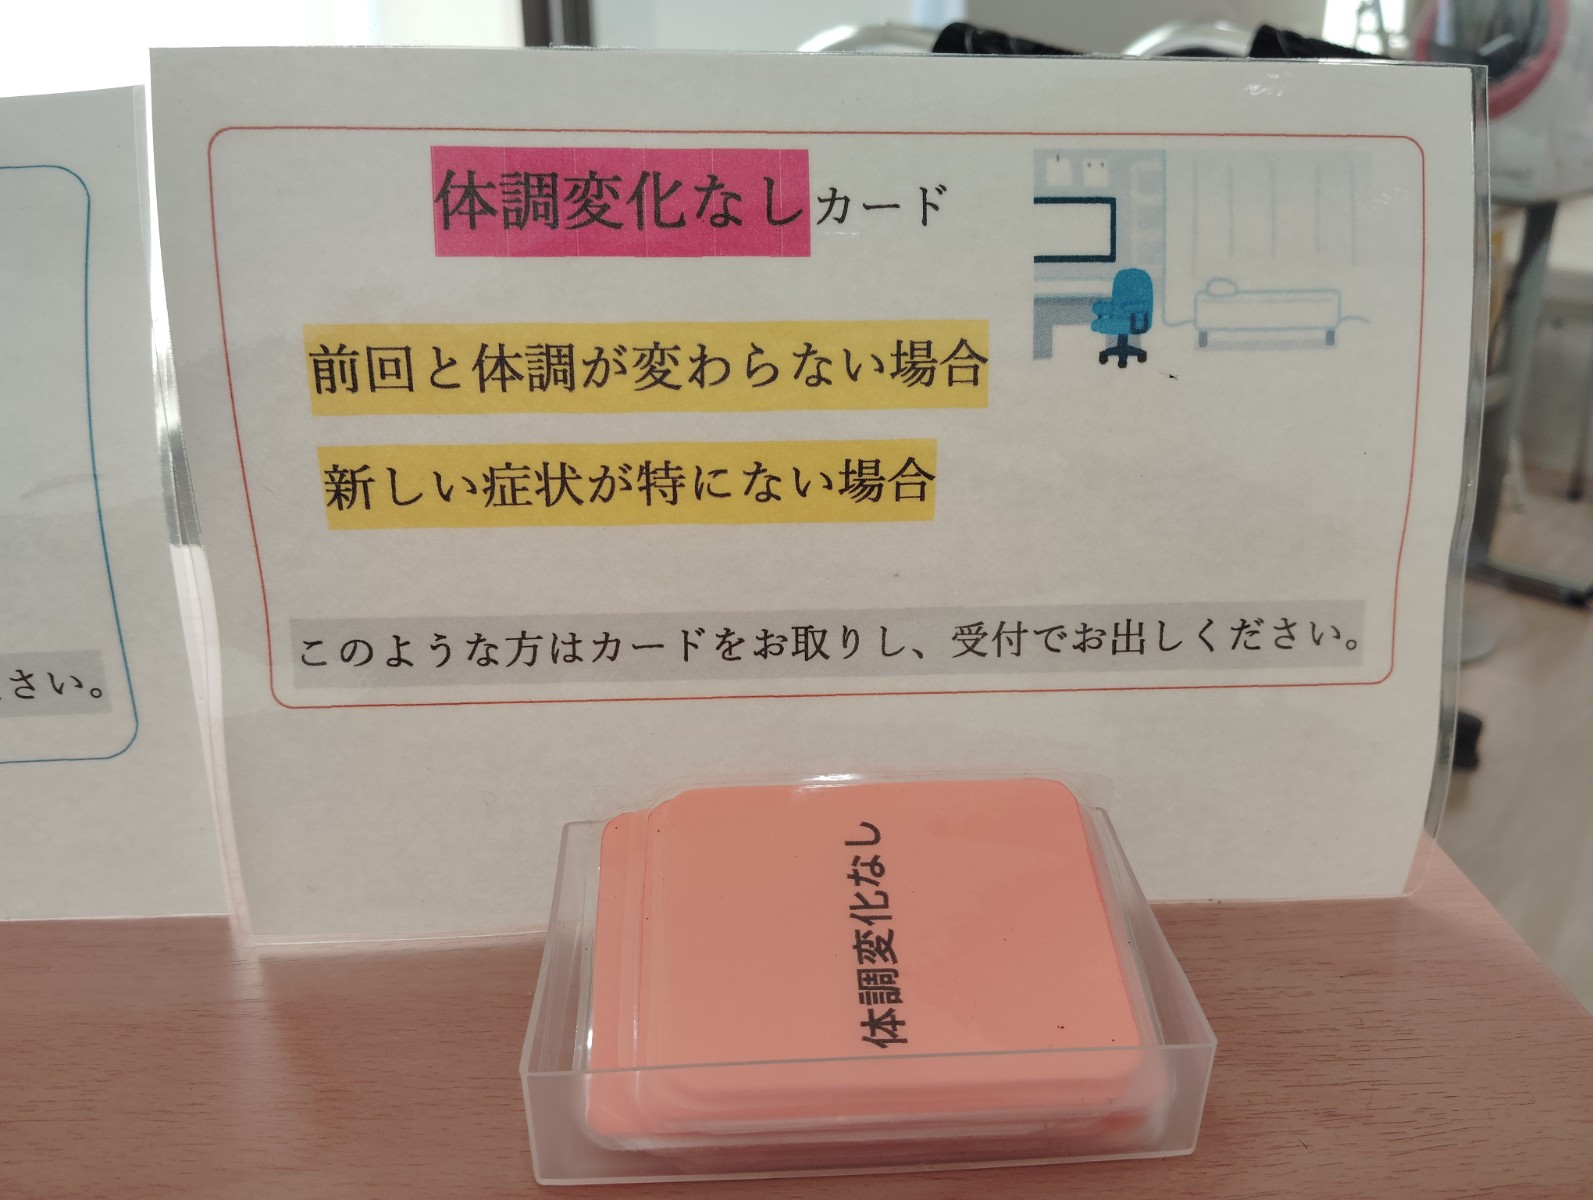 体調変化なしカード
前回と体調が変わらない場合
新しい症状が特にない場合
このような方はカードをお取りし、受付でお出しください。
さい。
体調変化なし